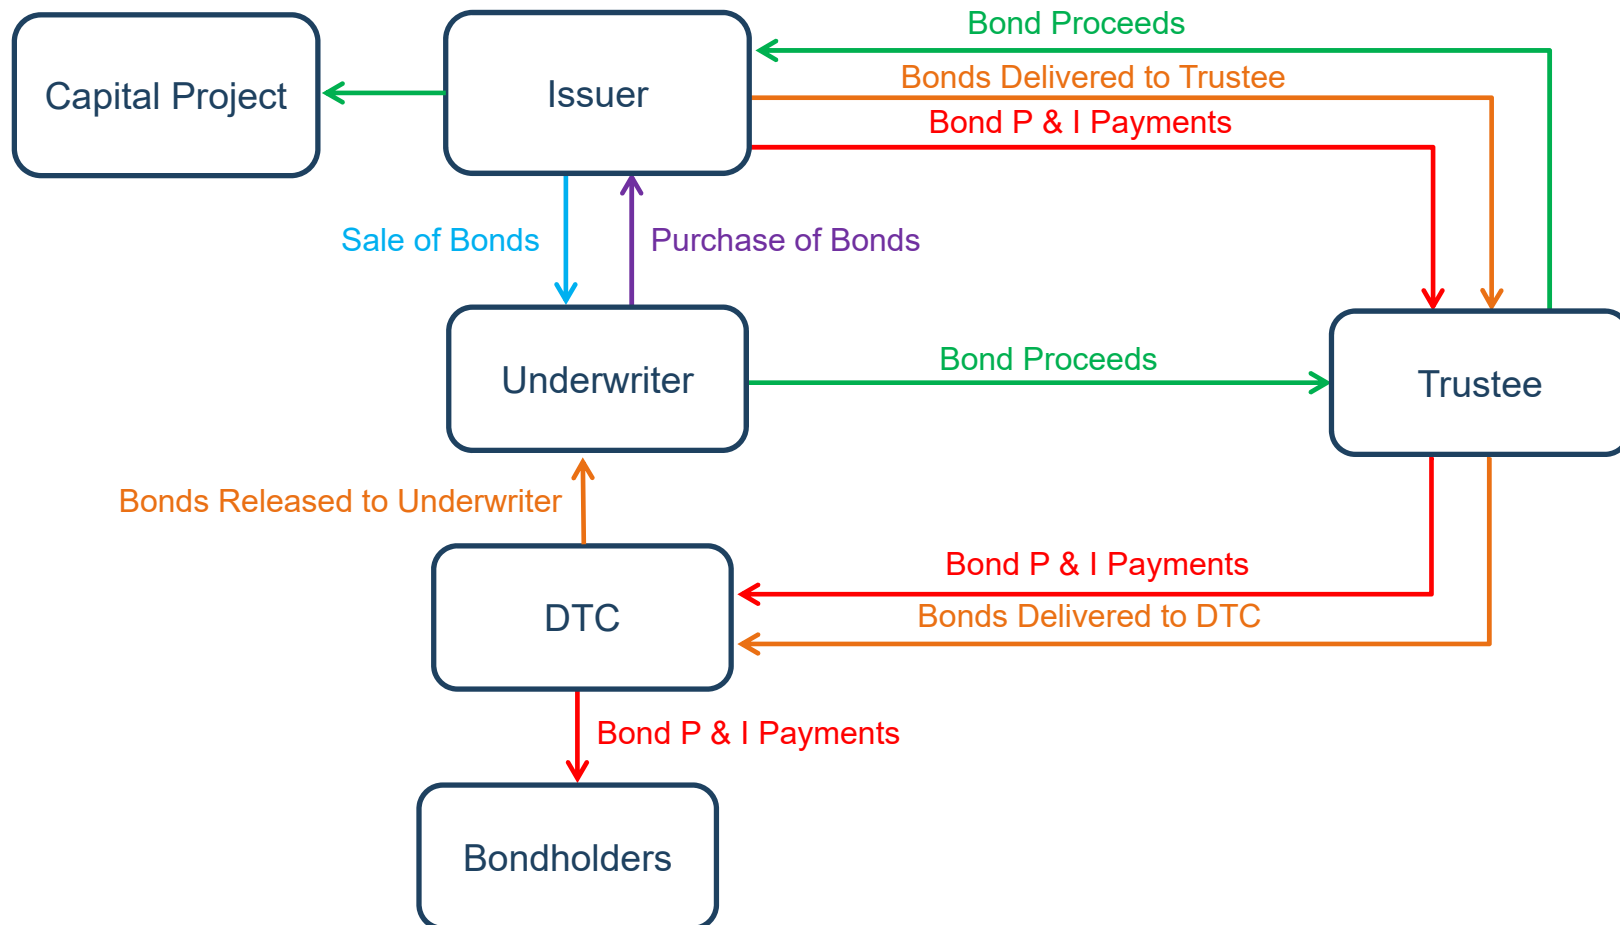 Bond Proceeds
Capital Project
Issuer
Bonds Delivered to Trustee
Bond P & I Payments
Sale of Bonds
Purchase of Bonds
Bond Proceeds
Underwriter
Trustee
Bonds Released to Underwriter
Bond P & I Payments
DTC
Bonds Delivered to DTC
Bond P & I Payments
Bondholders